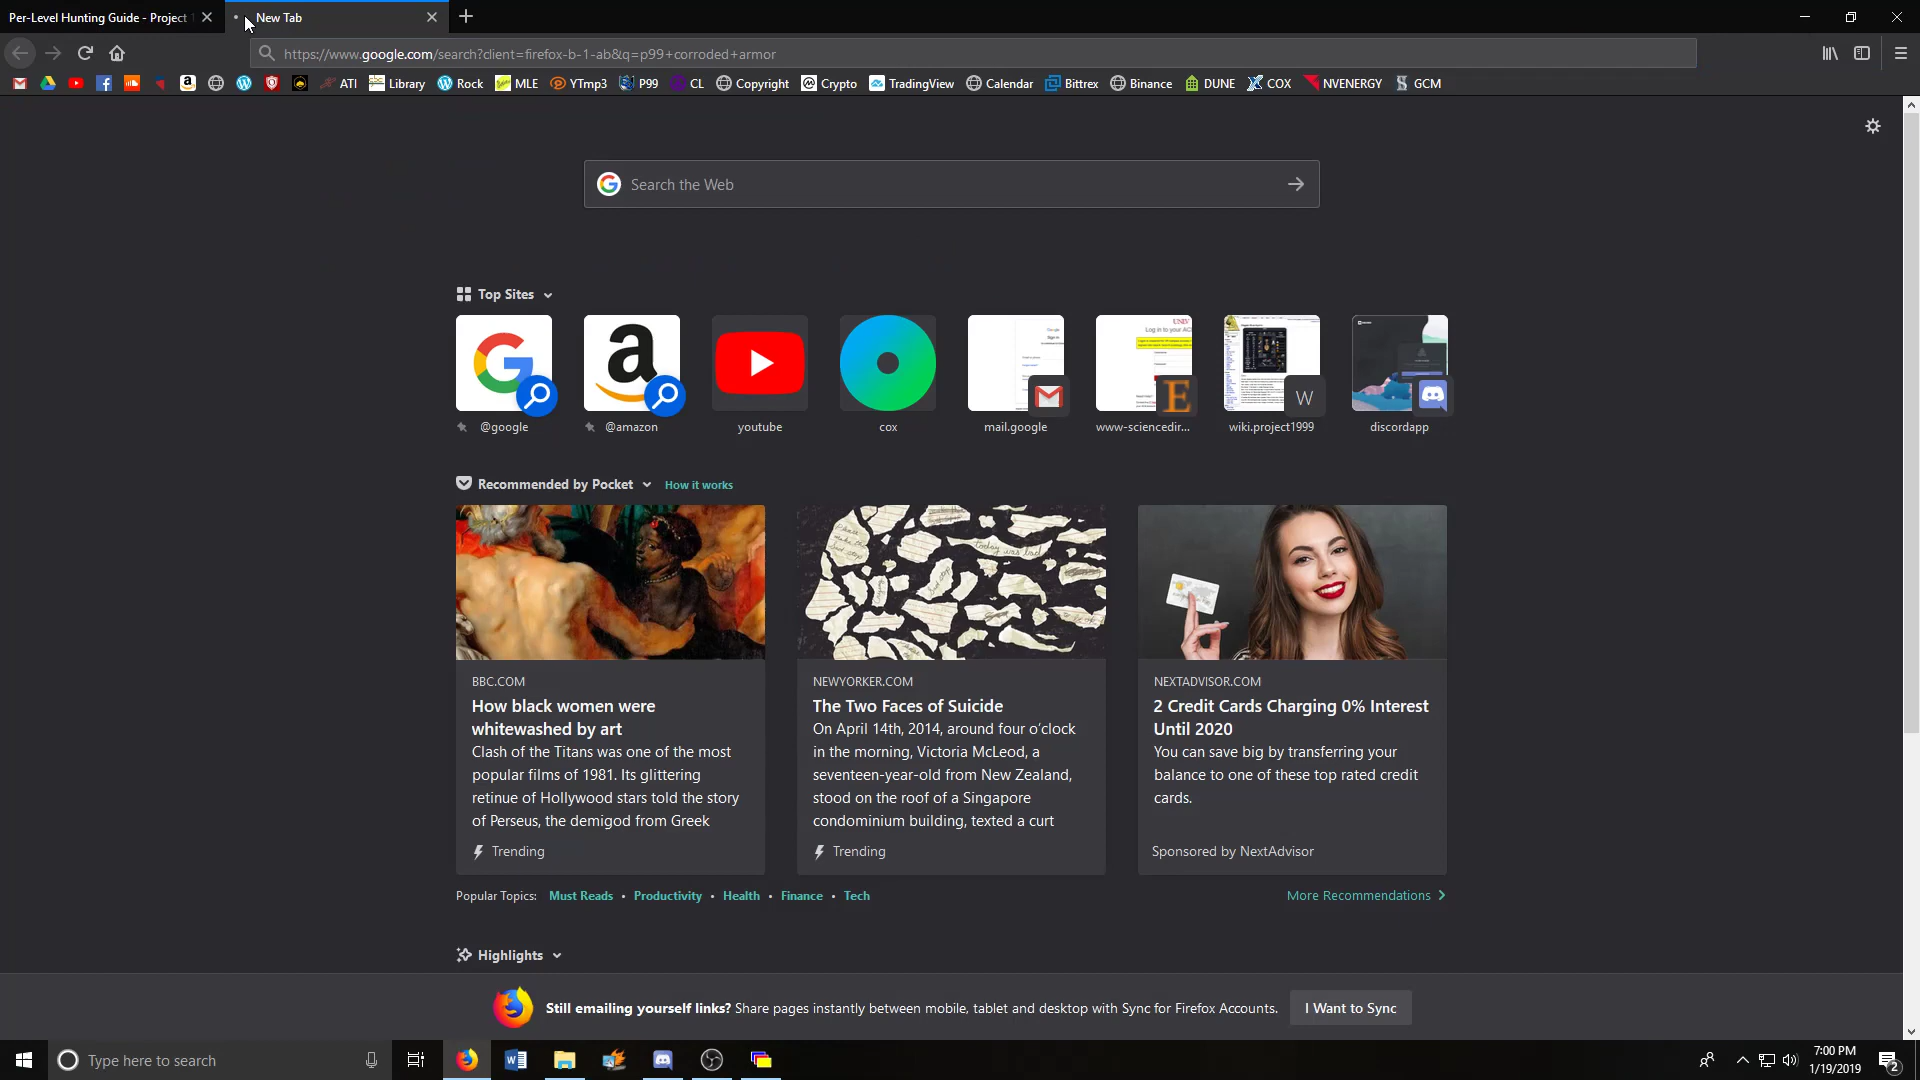 Per-Level Hunting Guide - Project 1
New Tab
https://www.google.com/search?client=firefox-b-1-ab&q=p99+corroded+armor
ATI Library Rock MLE YTmp3 P99 CL Copyright Crypto TradingView Calendar Bittrex Binance DUNE COX NVENERGY GCM
Search the Web
Top Sites
@google @amazon youtube cox mail.google www-sciencedir... wiki.project1999 discordapp
Recommended by Pocket How it works
BBC.COM
How black women were
whitewashed by art
Clash of the Titans was one of the most
popular films of 1981. Its glittering
retinue of Hollywood stars told the story
of Perseus, the demigod from Greek
Trending
NEWYORKER.COM
The Two Faces of Suicide
On April 14th, 2014, around four o'clock
in the morning, Victoria McLeod, a
seventeen-year-old from New Zealand,
stood on the roof of a Singapore
condominium building, texted a curt
Trending
NEXTADVISOR.COM
2 Credit Cards Charging 0% Interest
Until 2020
You can save big by transferring your
balance to one of these top rated credit
cards.
Sponsored by NextAdvisor
Popular Topics: Must Reads • Productivity • Health • Finance • Tech
More Recommendations
Highlights
Still emailing yourself links? Share pages instantly between mobile, tablet and desktop with Sync for Firefox Accounts.
I Want to Sync
Type here to search
7:00 PM
1/19/2019
2